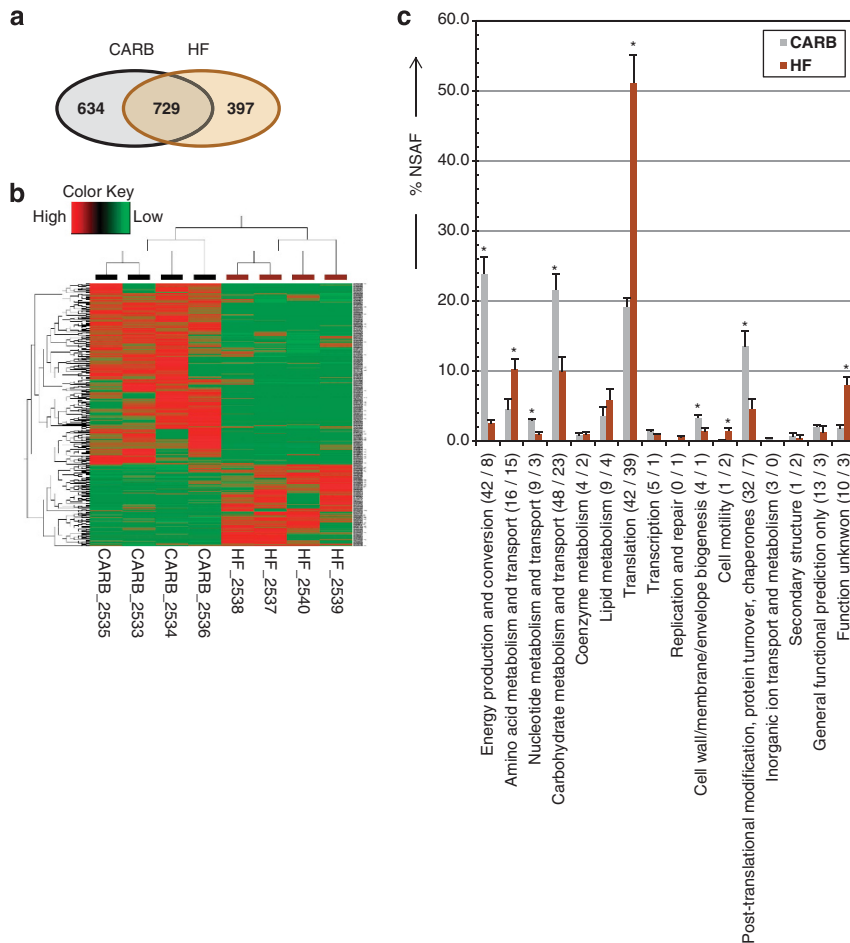 a
CARB HF
634 729 397
b
Color Key
High Low
CARB_2535
CARB_2533
CARB_2534
CARB_2536
HF_2538
HF_2537
HF_2540
HF_2539
c
% NSAF
60.0
50.0
40.0
30.0
20.0
10.0
0.0
CARB
HF
* * * * * * * * *
Energy production and conversion (42 / 8)
Amino acid metabolism and transport (16 / 15)
Nucleotide metabolism and transport (9 / 3)
Carbohydrate metabolism and transport (48 / 23)
Coenzyme metabolism (4 / 2)
Lipid metabolism (9 / 4)
Translation (42 / 39)
Transcription (5 / 1)
Replication and repair (0 / 1)
Cell wall/membrane/envelope biogenesis (4 / 1)
Cell motility (1 / 2)
Post-translational modification, protein turnover, chaperones (32 / 7)
Inorganic ion transport and metabolism (3 / 0)
Secondary structure (1 / 2)
General functional prediction only (13 / 3)
Function unknwon (10 / 3)